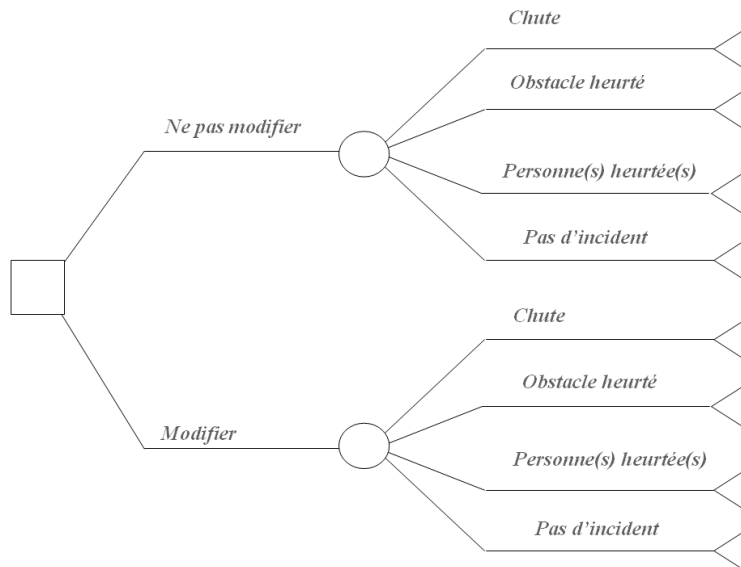 Chute
Obstacle heurté
Ne pas modifier
Personne(s) heurtée(s)
Pas d’incident
Chute
Obstacle heurté
Modifier
Personne(s) heurtée(s)
Pas d’incident